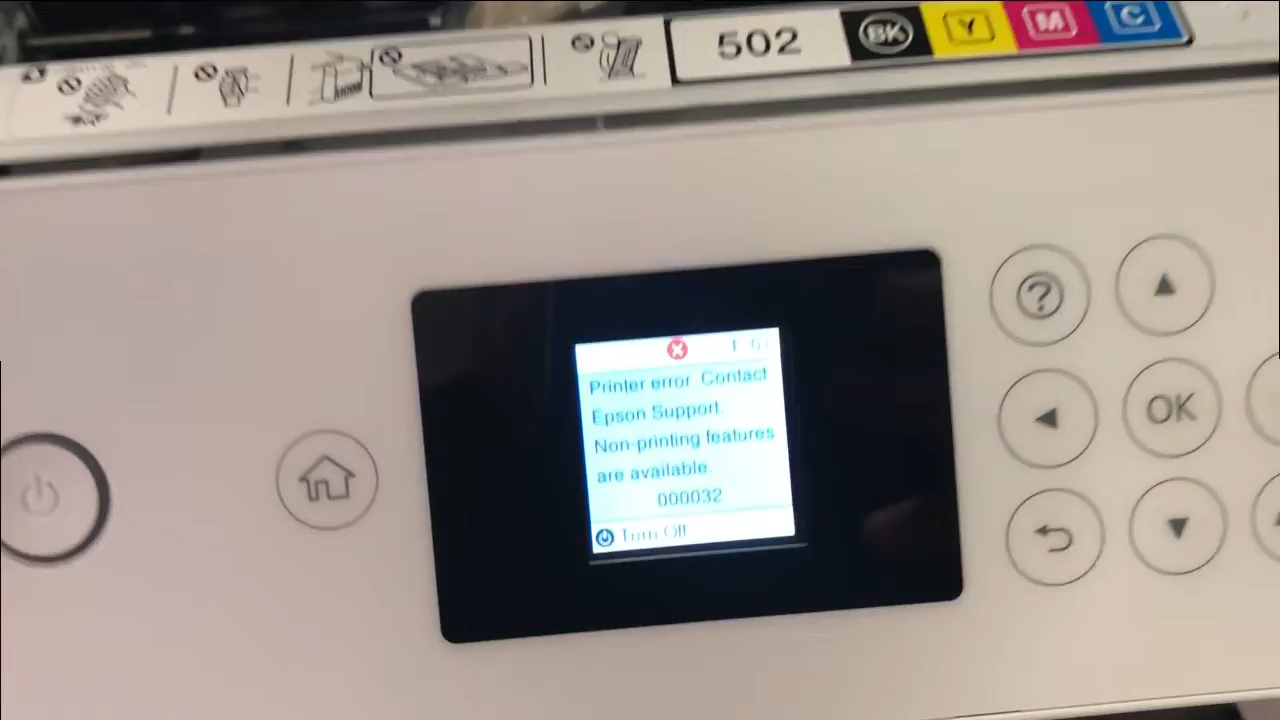 502 BK Y M C
Printer error. Contact
Epson Support.
Non-printing features
are available.
000032
Turn Off
?
OK